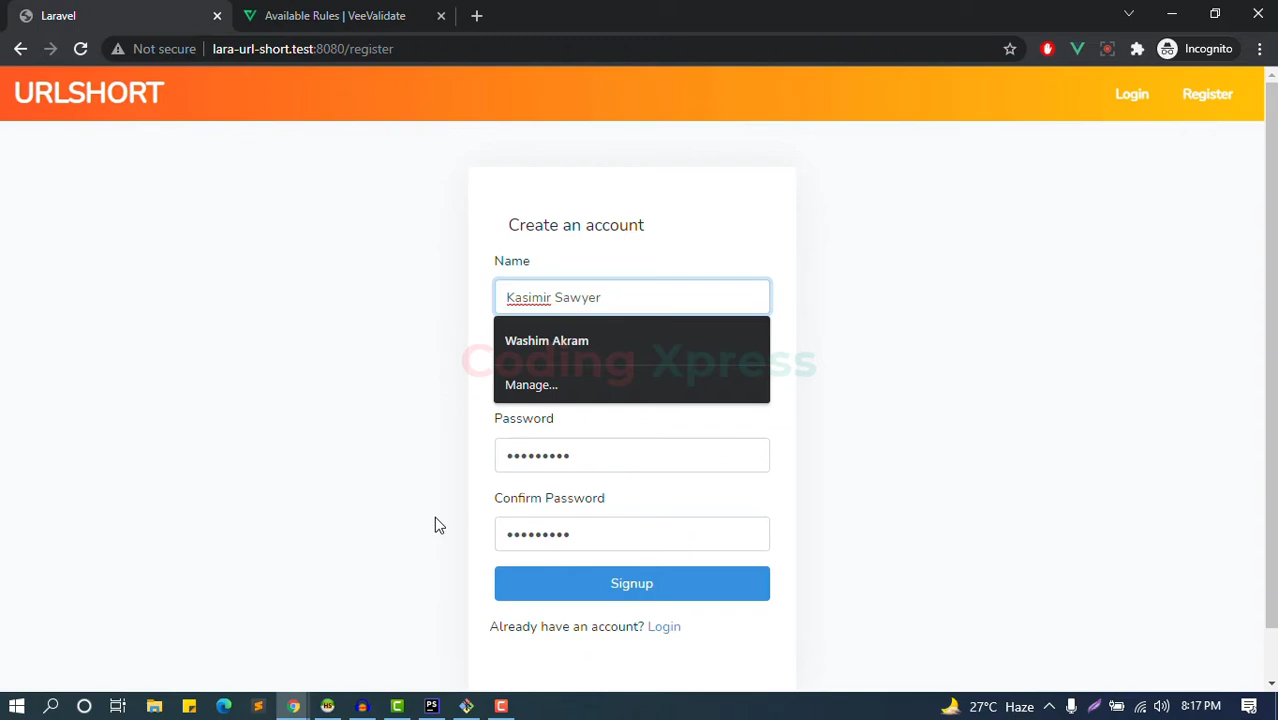 Laravel
Available Rules | VeeValidate
Not secure
lara-url-short.test:8080/register
Incognito
URLSHORT
Login
Register
Create an account
Name
Kasimir Sawyer
Washim Akram
Coding Xpress
Manage...
Password
•••••••••
Confirm Password
•••••••••
Signup
Already have an account? Login
27°C Haze
8:17 PM